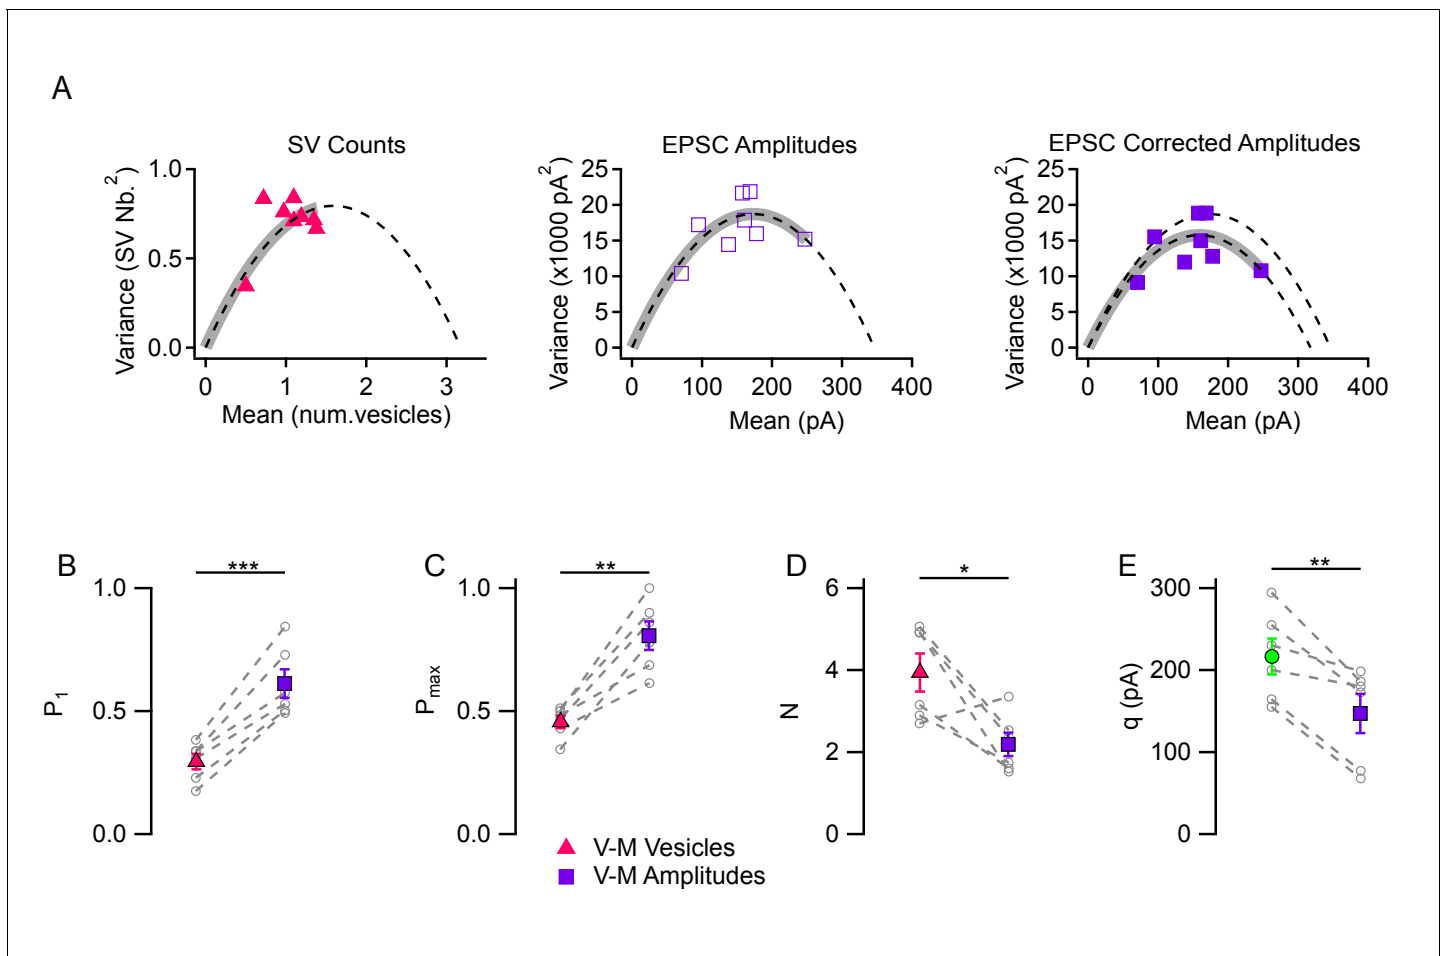 A
SV Counts
EPSC Amplitudes
EPSC Corrected Amplitudes
Variance (SV Nb.²)
1.0
0.5
0.0
0 1 2 3
Mean (num.vesicles)
Variance (x1000 pA²)
25
20
15
10
5
0
0 100 200 300 400
Mean (pA)
Variance (x1000 pA²)
25
20
15
10
5
0
0 100 200 300 400
Mean (pA)
B
***
P₁
1.0
0.5
0.0
C
**
Pmax
1.0
0.5
0.0
D
*
N
6
4
2
0
E
**
q (pA)
300
200
100
0
V-M Vesicles
V-M Amplitudes